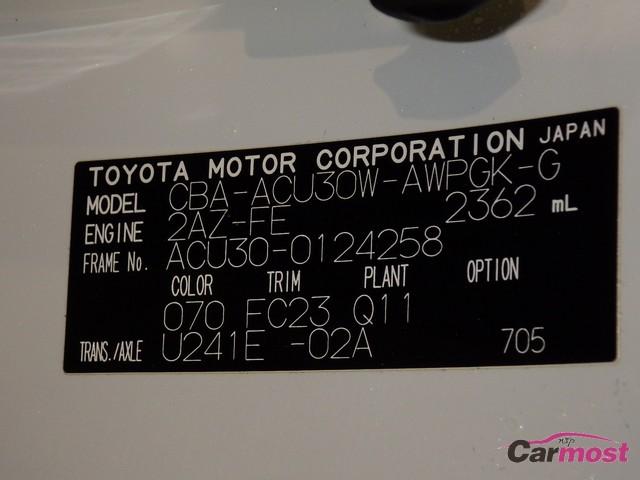 TOYOTA MOTOR CORPORATION JAPAN
MODEL CBA-ACU30W-AWPGK-G
ENGINE 2AZ-FE 2362 mL
FRAME No. ACU30-0124258
COLOR TRIM PLANT OPTION
070 FC23 Q11
TRANS./AXLE U241E -02A 705
nxp
Carmost